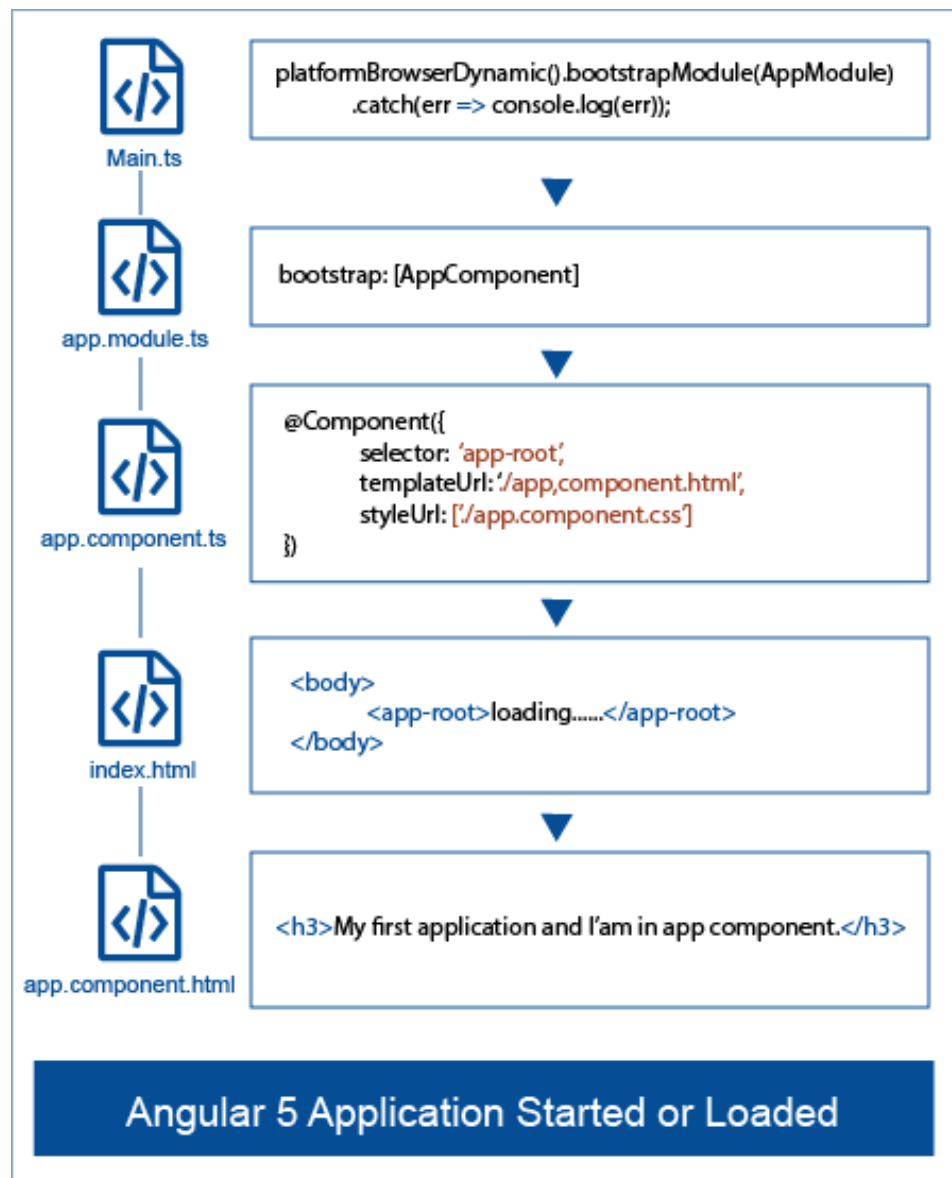 Main.ts
platformBrowserDynamic().bootstrapModule(AppModule)
.catch(err => console.log(err));
app.module.ts
bootstrap: [AppComponent]
app.component.ts
@Component({
selector: 'app-root',
templateUrl: './app,component.html',
styleUrl: ['./app.component.css']
})
index.html
<body>
<app-root>loading......</app-root>
</body>
app.component.html
<h3>My first application and I'am in app component.</h3>
Angular 5 Application Started or Loaded